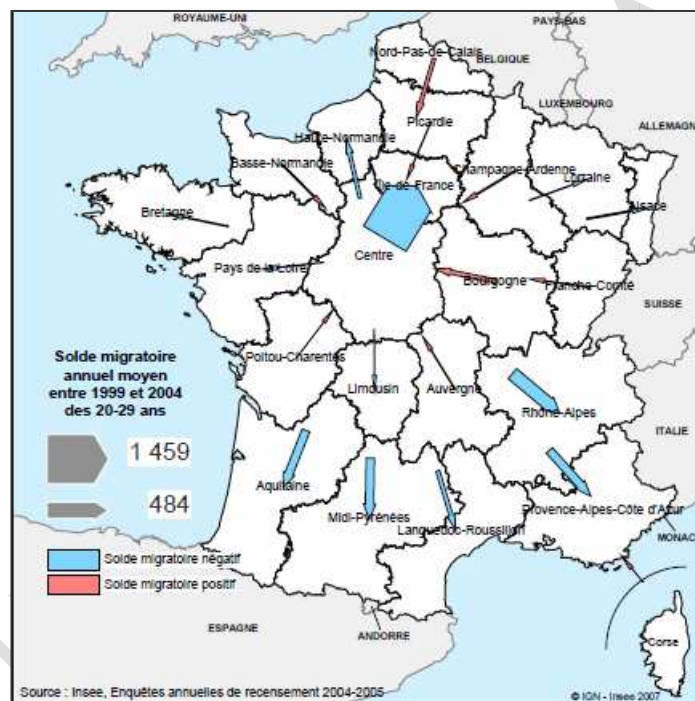 ROYAUME-UNI
PAYS-BAS
Nord-Pas-de-Calais
BELGIQUE
LUXEMBOURG
ALLEMAGN
Picardie
Haute-Normandie
Basse-Normandie
Île-de-France
Champagne-Ardenne
Lorraine
Alsace
Bretagne
Pays de la Loire
Centre
Bourgogne
Franche-Comté
SUISSE
Poitou-Charentes
Limousin
Auvergne
Rhône-Alpes
ITALIE
Solde migratoire
annuel moyen
entre 1999 et 2004
des 20-29 ans
1 459
484
Aquitaine
Midi-Pyrénées
Languedoc-Roussillon
Provence-Alpes-Côte d'Azur
MONAC
Solde migratoire négatif
Solde migratoire positif
ESPAGNE
ANDORRE
Corse
Source : Insee, Enquêtes annuelles de recensement 2004-2005
© IGN - Insee 2007